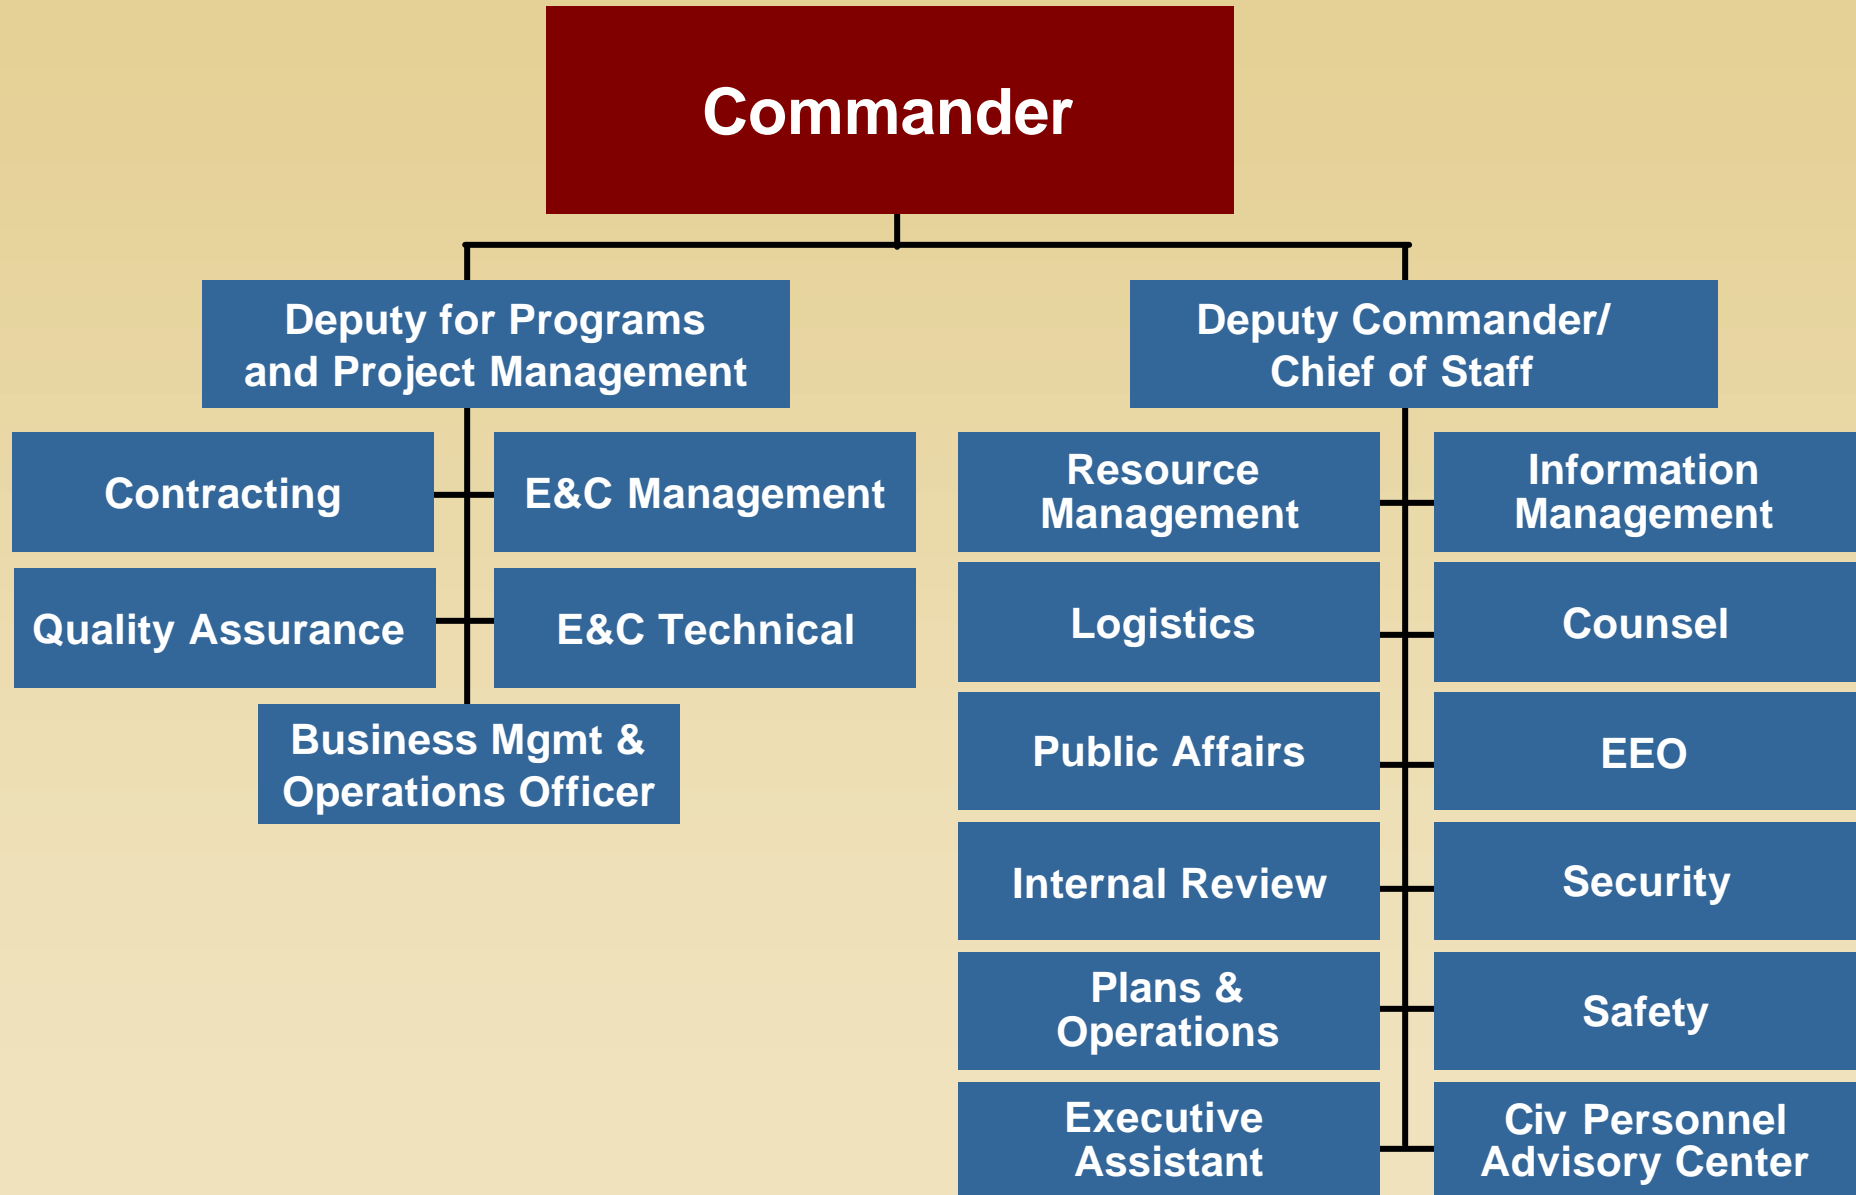 Commander
Deputy for Programs
and Project Management
Deputy Commander/
Chief of Staff
Contracting
E&C Management
Quality Assurance
E&C Technical
Business Mgmt &
Operations Officer
Resource
Management
Information
Management
Logistics
Counsel
Public Affairs
EEO
Internal Review
Security
Plans &
Operations
Safety
Executive
Assistant
Civ Personnel
Advisory Center